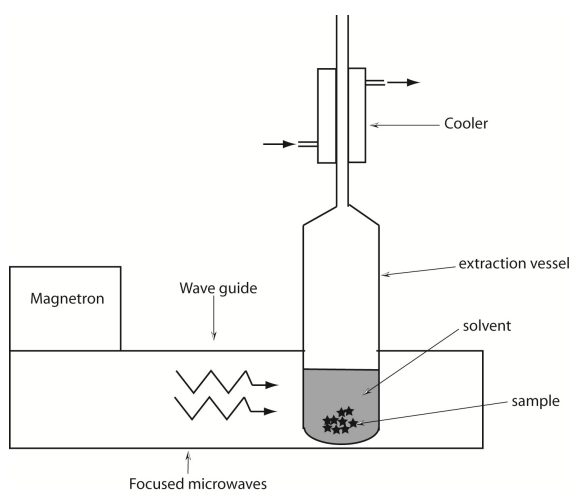 Cooler
extraction vessel
Magnetron
Wave guide
solvent
sample
Focused microwaves